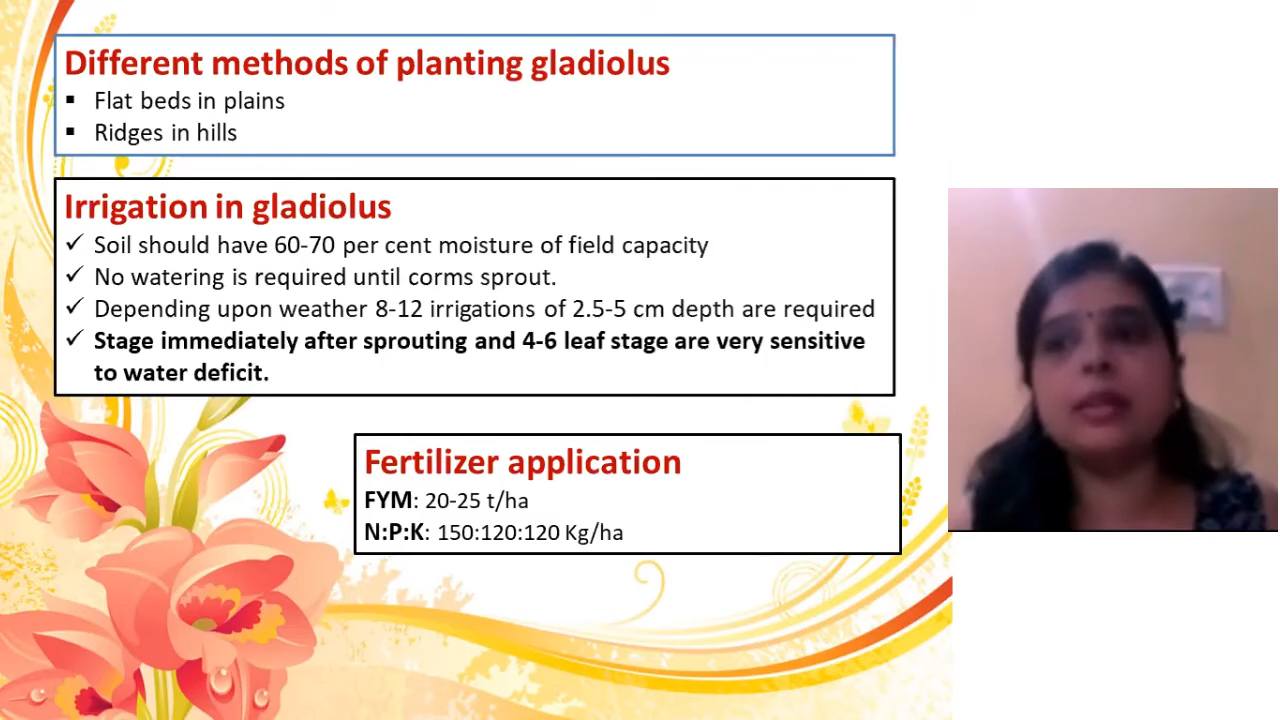 Different methods of planting gladiolus
▪ Flat beds in plains
▪ Ridges in hills
Irrigation in gladiolus
✓ Soil should have 60-70 per cent moisture of field capacity
✓ No watering is required until corms sprout.
✓ Depending upon weather 8-12 irrigations of 2.5-5 cm depth are required
✓ Stage immediately after sprouting and 4-6 leaf stage are very sensitive
to water deficit.
Fertilizer application
FYM: 20-25 t/ha
N:P:K: 150:120:120 Kg/ha